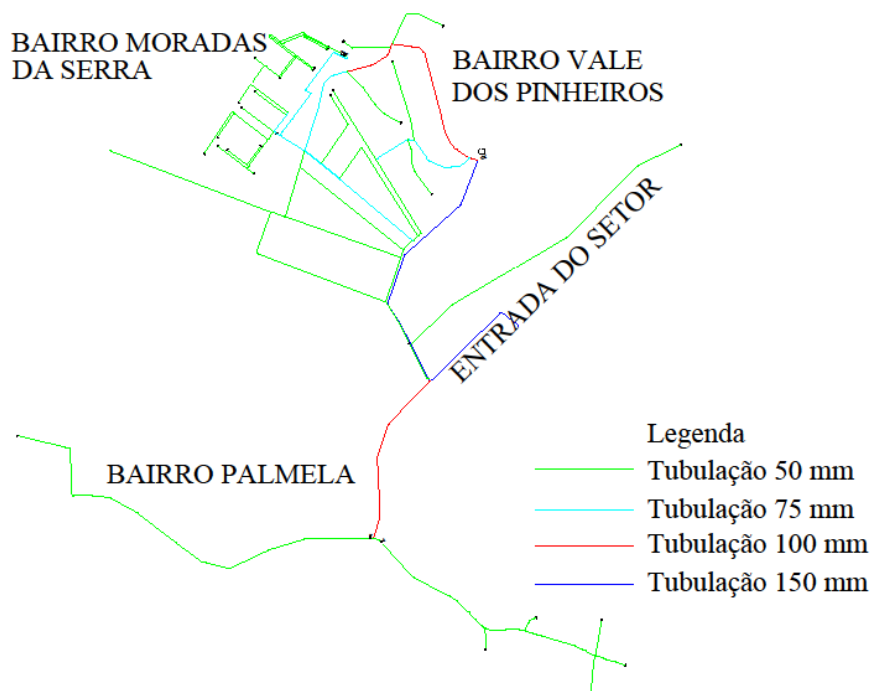 BAIRRO MORADAS
DA SERRA
BAIRRO VALE
DOS PINHEIROS
ENTRADA DO SETOR
BAIRRO PALMELA
Legenda
Tubulação 50 mm
Tubulação 75 mm
Tubulação 100 mm
Tubulação 150 mm